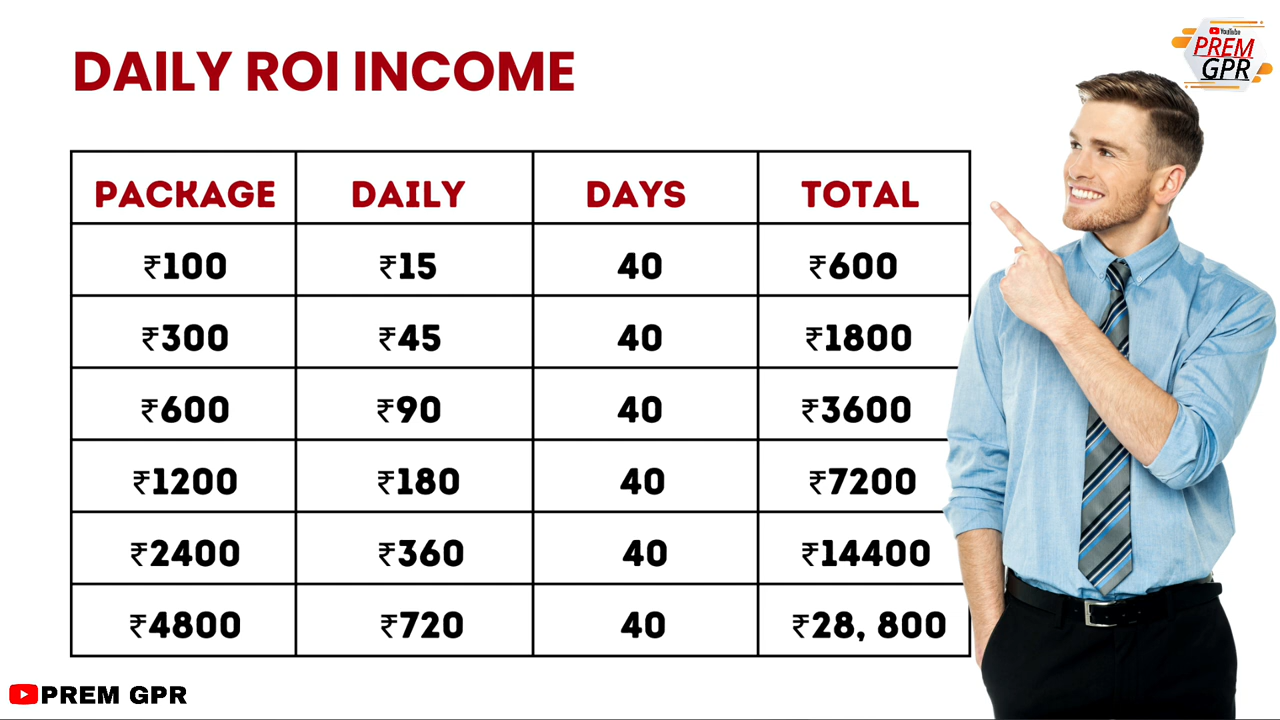 DAILY ROI INCOME
YouTube
PREM
GPR
PACKAGE DAILY DAYS TOTAL
₹100 ₹15 40 ₹600
₹300 ₹45 40 ₹1800
₹600 ₹90 40 ₹3600
₹1200 ₹180 40 ₹7200
₹2400 ₹360 40 ₹14400
₹4800 ₹720 40 ₹28, 800
PREM GPR